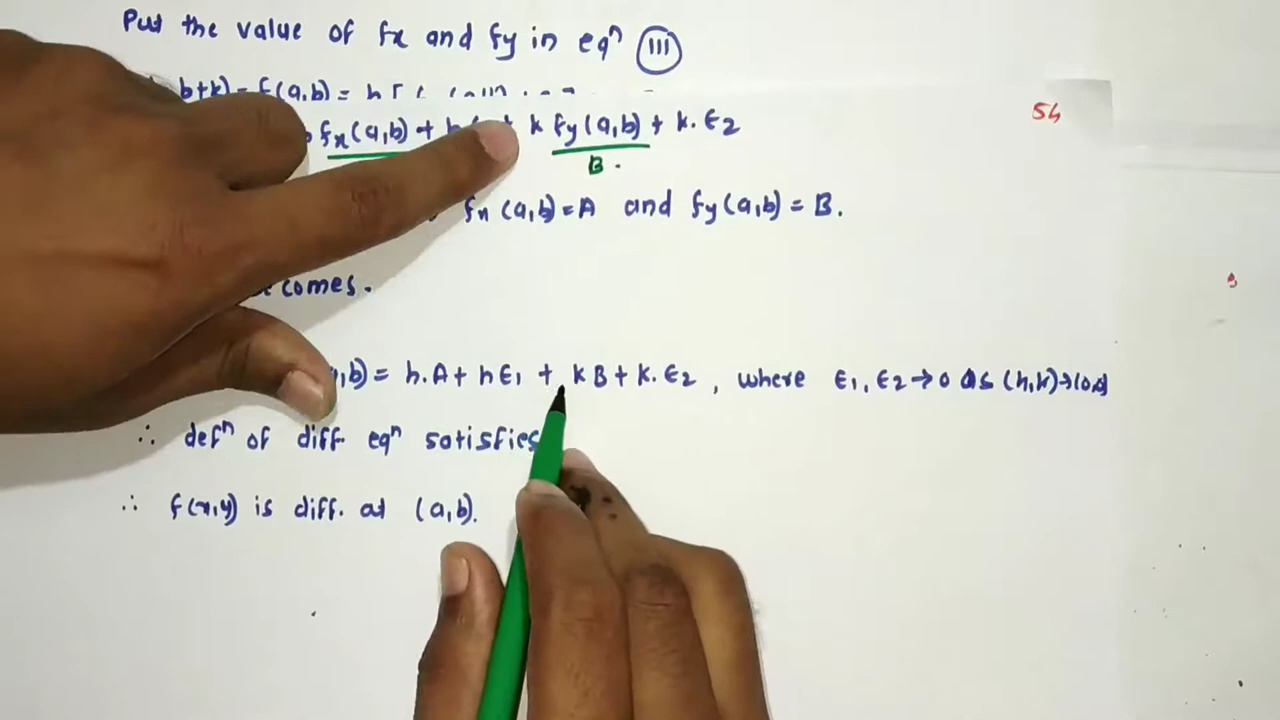 Put the value of fx and fy in eqⁿ (III)
b+k) - f(a,b) = h
54
fx(a,b) + k fy(a,b) + k.ε2
B.
fx(a,b)=A and fy(a,b) = B.
comes.
,b) = h.A + hε1 + kB + k.ε2 , where ε1, ε2 → 0 as (h,k)→(0,0)
∴ defⁿ of diff eqⁿ satisfies
∴ f(x,y) is diff. at (a,b).